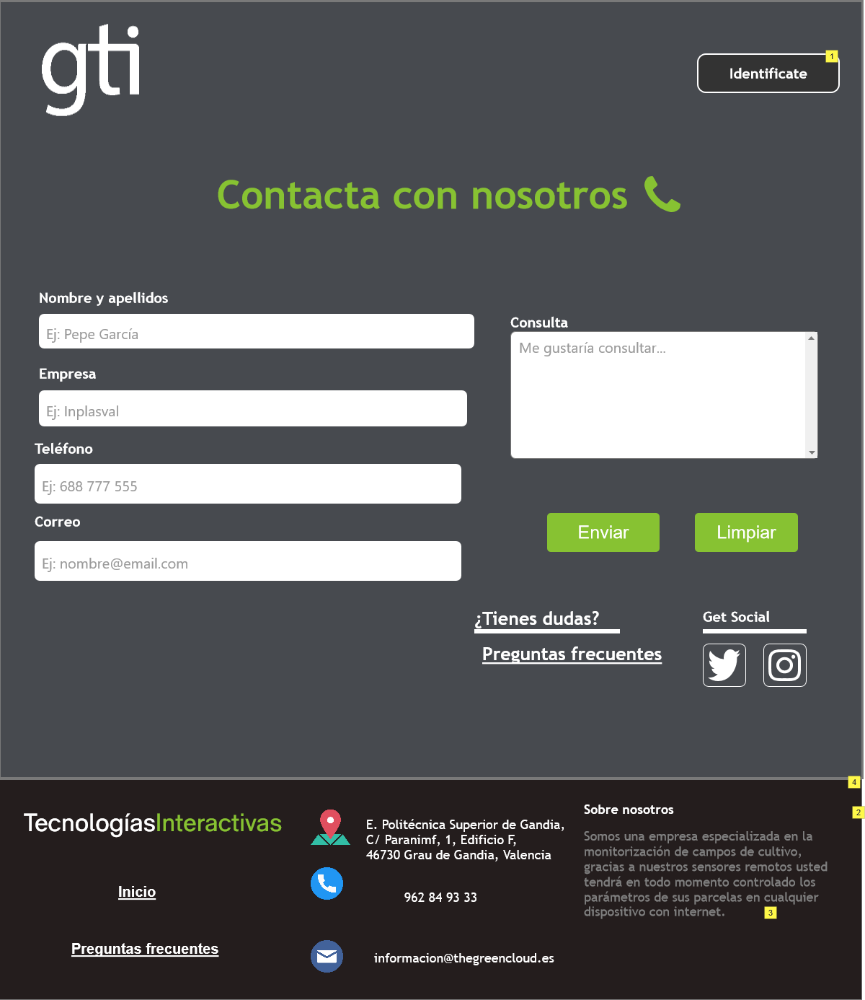 gti
1
Identificate
Contacta con nosotros
Nombre y apellidos
Ej: Pepe García
Empresa
Ej: Inplasval
Teléfono
Ej: 688 777 555
Correo
Ej: nombre@email.com
Consulta
Me gustaría consultar...
Enviar
Limpiar
¿Tienes dudas?
Preguntas frecuentes
Get Social
4
2
TecnologíasInteractivas
Inicio
Preguntas frecuentes
E. Politécnica Superior de Gandia,
C/ Paranimf, 1, Edificio F,
46730 Grau de Gandia, Valencia
962 84 93 33
informacion@thegreencloud.es
Sobre nosotros
Somos una empresa especializada en la
monitorización de campos de cultivo,
gracias a nuestros sensores remotos usted
tendrá en todo momento controlado los
parámetros de sus parcelas en cualquier
dispositivo con internet.
3